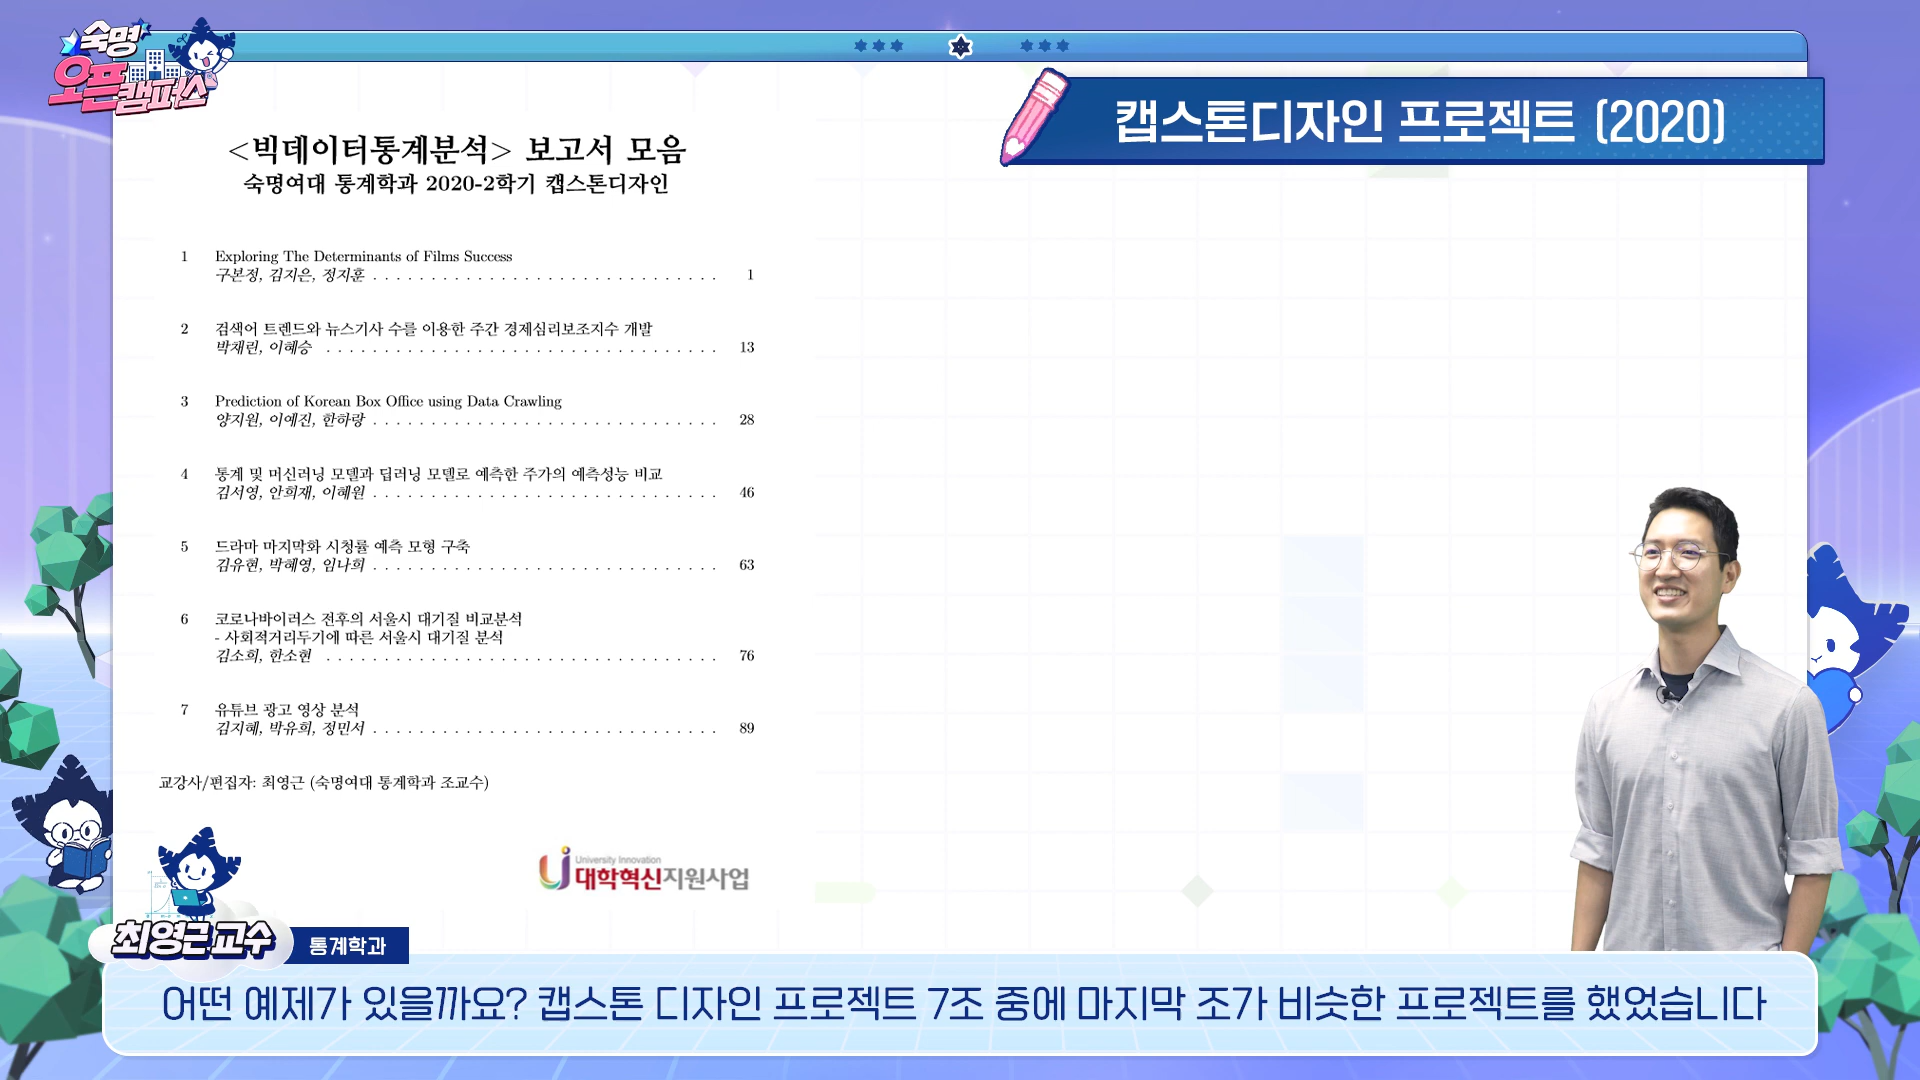 숙명
오픈캠퍼스
캡스톤디자인 프로젝트 (2020)
<빅데이터통계분석> 보고서 모음
숙명여대 통계학과 2020-2학기 캡스톤디자인
1 Exploring The Determinants of Films Success
구본정, 김지은, 정지훈 . . . . . . . . . . . . . . . . . . . . . . . . . . . . . . 1
2 검색어 트렌드와 뉴스기사 수를 이용한 주간 경제심리보조지수 개발
박채린, 이혜승 . . . . . . . . . . . . . . . . . . . . . . . . . . . . . . . . . . 13
3 Prediction of Korean Box Office using Data Crawling
양지원, 이예진, 한하랑 . . . . . . . . . . . . . . . . . . . . . . . . . . . . . . 28
4 통계 및 머신러닝 모델과 딥러닝 모델로 예측한 주가의 예측성능 비교
김서영, 안희재, 이혜원 . . . . . . . . . . . . . . . . . . . . . . . . . . . . . . 46
5 드라마 마지막화 시청률 예측 모형 구축
김유현, 박혜영, 임나희 . . . . . . . . . . . . . . . . . . . . . . . . . . . . . . 63
6 코로나바이러스 전후의 서울시 대기질 비교분석
- 사회적거리두기에 따른 서울시 대기질 분석
김소희, 한소현 . . . . . . . . . . . . . . . . . . . . . . . . . . . . . . . . . . 76
7 유튜브 광고 영상 분석
김지혜, 박유희, 정민서 . . . . . . . . . . . . . . . . . . . . . . . . . . . . . . 89
교강사/편집자: 최영근 (숙명여대 통계학과 조교수)
University Innovation
대학혁신지원사업
최영근 교수
통계학과
어떤 예제가 있을까요? 캡스톤 디자인 프로젝트 7조 중에 마지막 조가 비슷한 프로젝트를 했었습니다